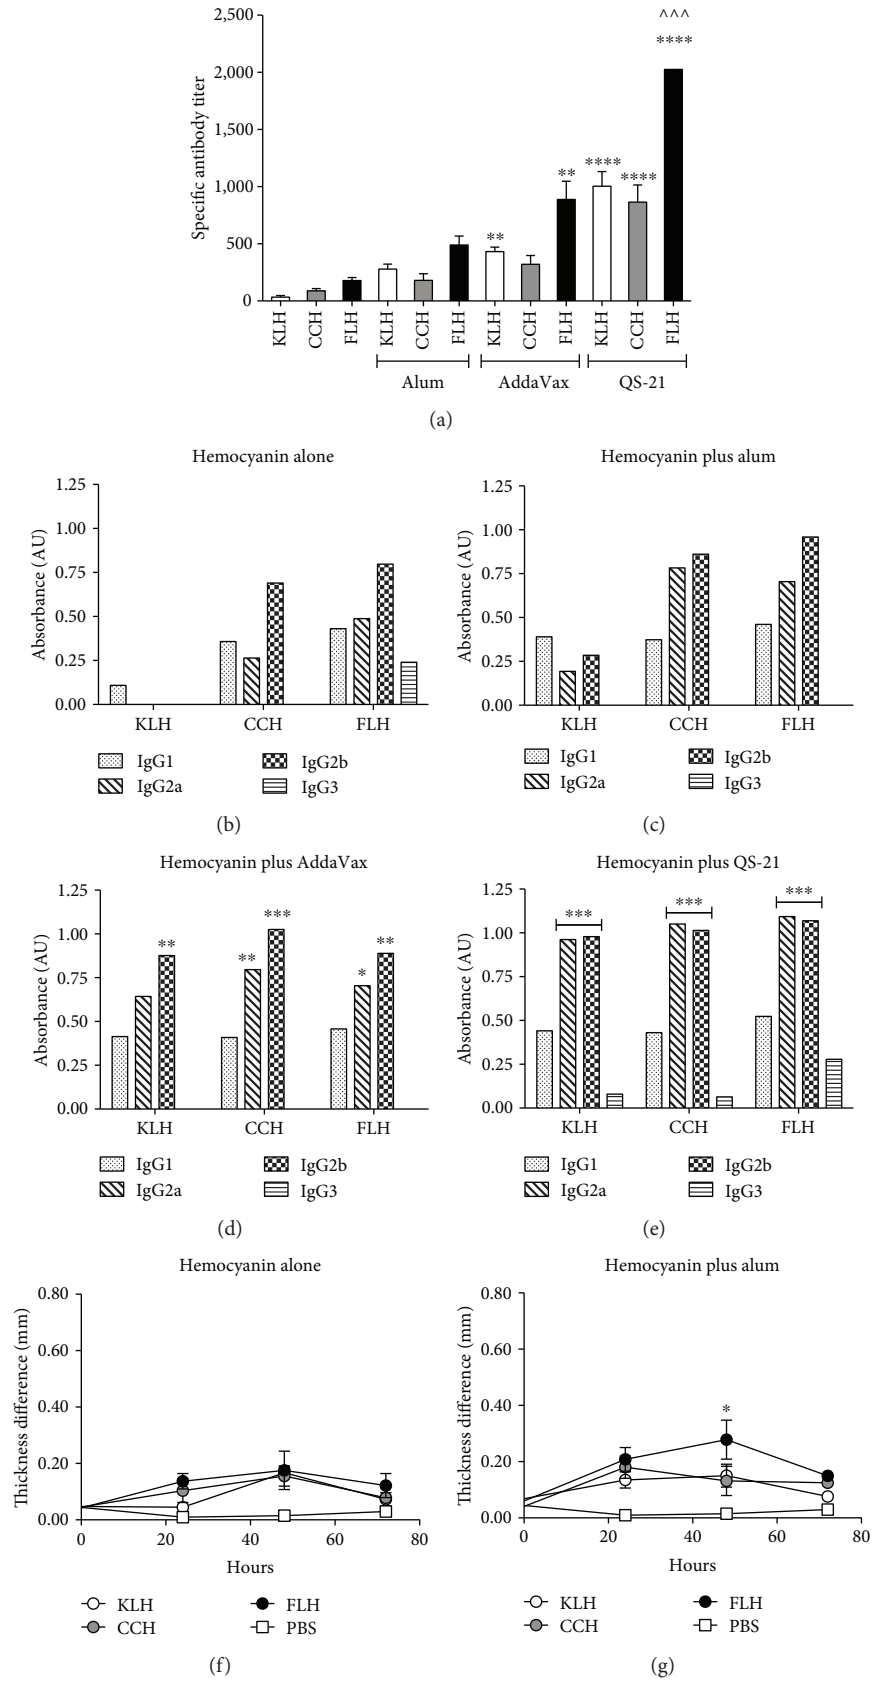 ^^^
****
2,500
2,000
1,500
1,000
500
0
Specific antibody titer
**
**
****
****
KLH CCH FLH KLH CCH FLH KLH CCH FLH KLH CCH FLH
Alum AddaVax QS-21
(a)
Hemocyanin alone
1.25
1.00
0.75
0.50
0.25
0.00
Absorbance (AU)
KLH CCH FLH
IgG1 IgG2b
IgG2a IgG3
(b)
Hemocyanin plus alum
1.25
1.00
0.75
0.50
0.25
0.00
Absorbance (AU)
KLH CCH FLH
IgG1 IgG2b
IgG2a IgG3
(c)
Hemocyanin plus AddaVax
1.25
1.00
0.75
0.50
0.25
0.00
Absorbance (AU)
** ** *** * **
KLH CCH FLH
IgG1 IgG2b
IgG2a IgG3
(d)
Hemocyanin plus QS-21
1.25
1.00
0.75
0.50
0.25
0.00
Absorbance (AU)
*** *** ***
KLH CCH FLH
IgG1 IgG2b
IgG2a IgG3
(e)
Hemocyanin alone
0.80
0.60
0.40
0.20
0.00
Thickness difference (mm)
0 20 40 60 80
Hours
KLH FLH
CCH PBS
(f)
Hemocyanin plus alum
0.80
0.60
0.40
0.20
0.00
Thickness difference (mm)
*
0 20 40 60 80
Hours
KLH FLH
CCH PBS
(g)